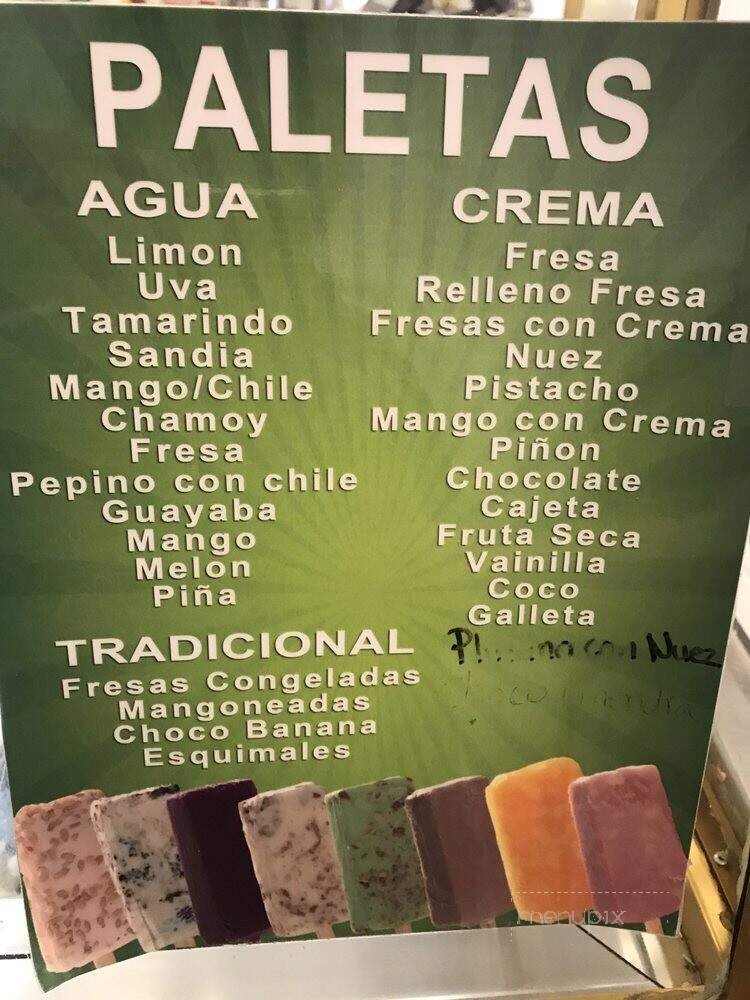 PALETAS
AGUA
Limon
Uva
Tamarindo
Sandia
Mango/Chile
Chamoy
Fresa
Pepino con chile
Guayaba
Mango
Melon
Piña
CREMA
Fresa
Relleno Fresa
Fresas con Crema
Nuez
Pistacho
Mango con Crema
Piñon
Chocolate
Cajeta
Fruta Seca
Vainilla
Coco
Galleta
con Nuez
TRADICIONAL
Fresas Congeladas
Mangoneadas
Choco Banana
Esquimales
menupix